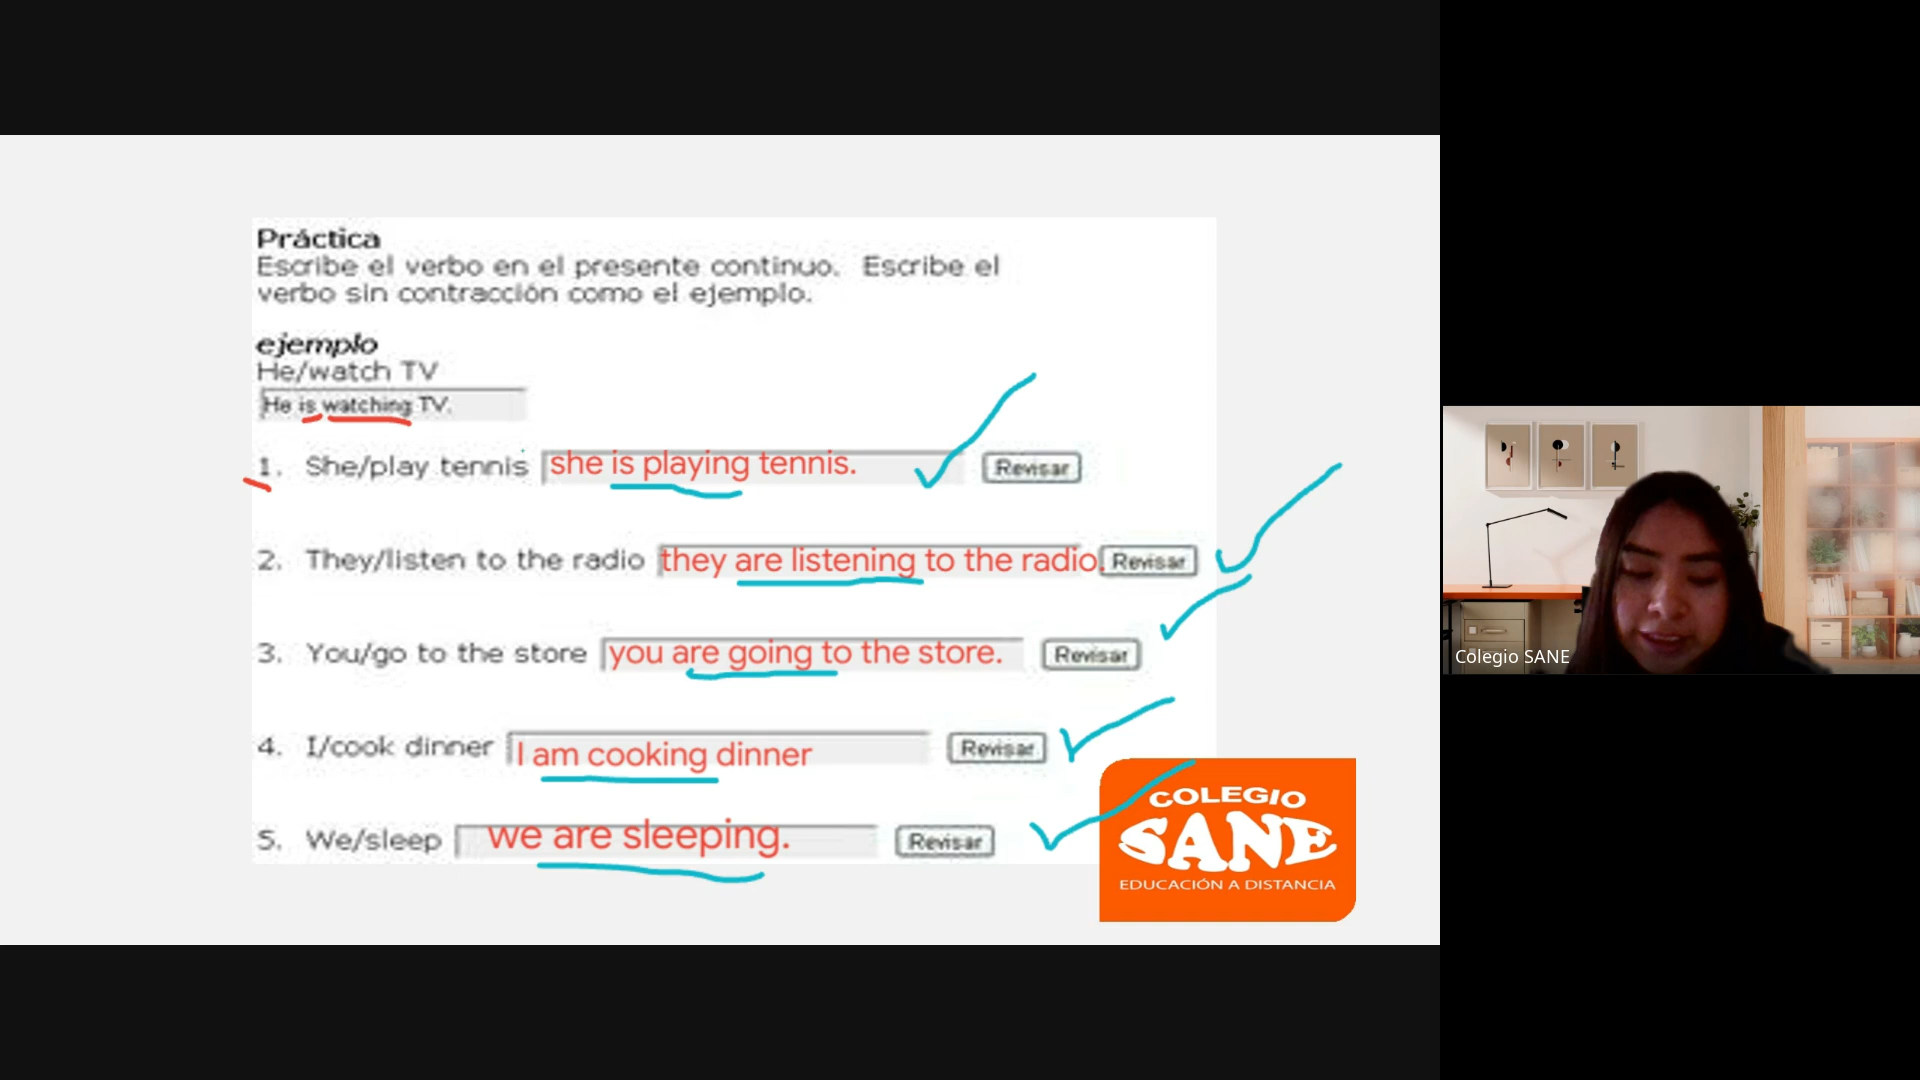 Práctica
Escribe el verbo en el presente continuo. Escribe el
verbo sin contracción como el ejemplo.
ejemplo
He/watch TV
He is watching TV.
1. She/play tennis she is playing tennis. Revisar
2. They/listen to the radio they are listening to the radio. Revisar
3. You/go to the store you are going to the store. Revisar
4. I/cook dinner I am cooking dinner Revisar
5. We/sleep we are sleeping. Revisar
COLEGIO
SANE
EDUCACIÓN A DISTANCIA
Colegio SANE